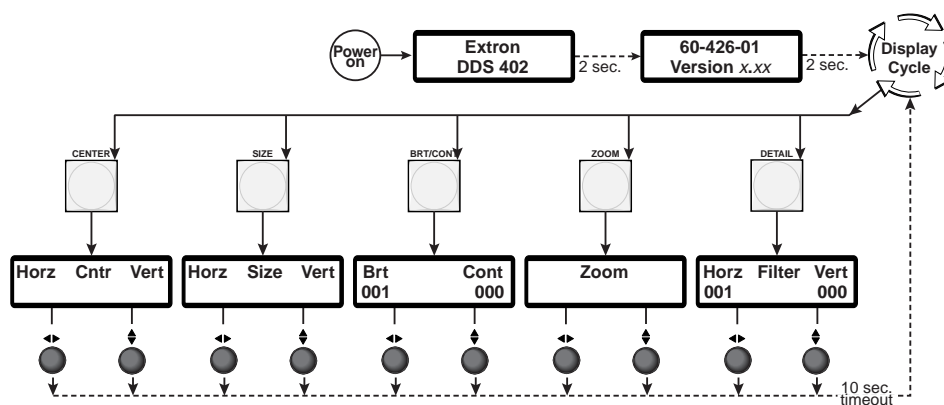 Power
on
Extron
DDS 402
2 sec.
60-426-01
Version x.xx
2 sec.
Display
Cycle
CENTER
SIZE
BRT/CONT
ZOOM
DETAIL
Horz Cntr Vert
Horz Size Vert
Brt Cont
001 000
Zoom
Horz Filter Vert
001 000
10 sec.
timeout